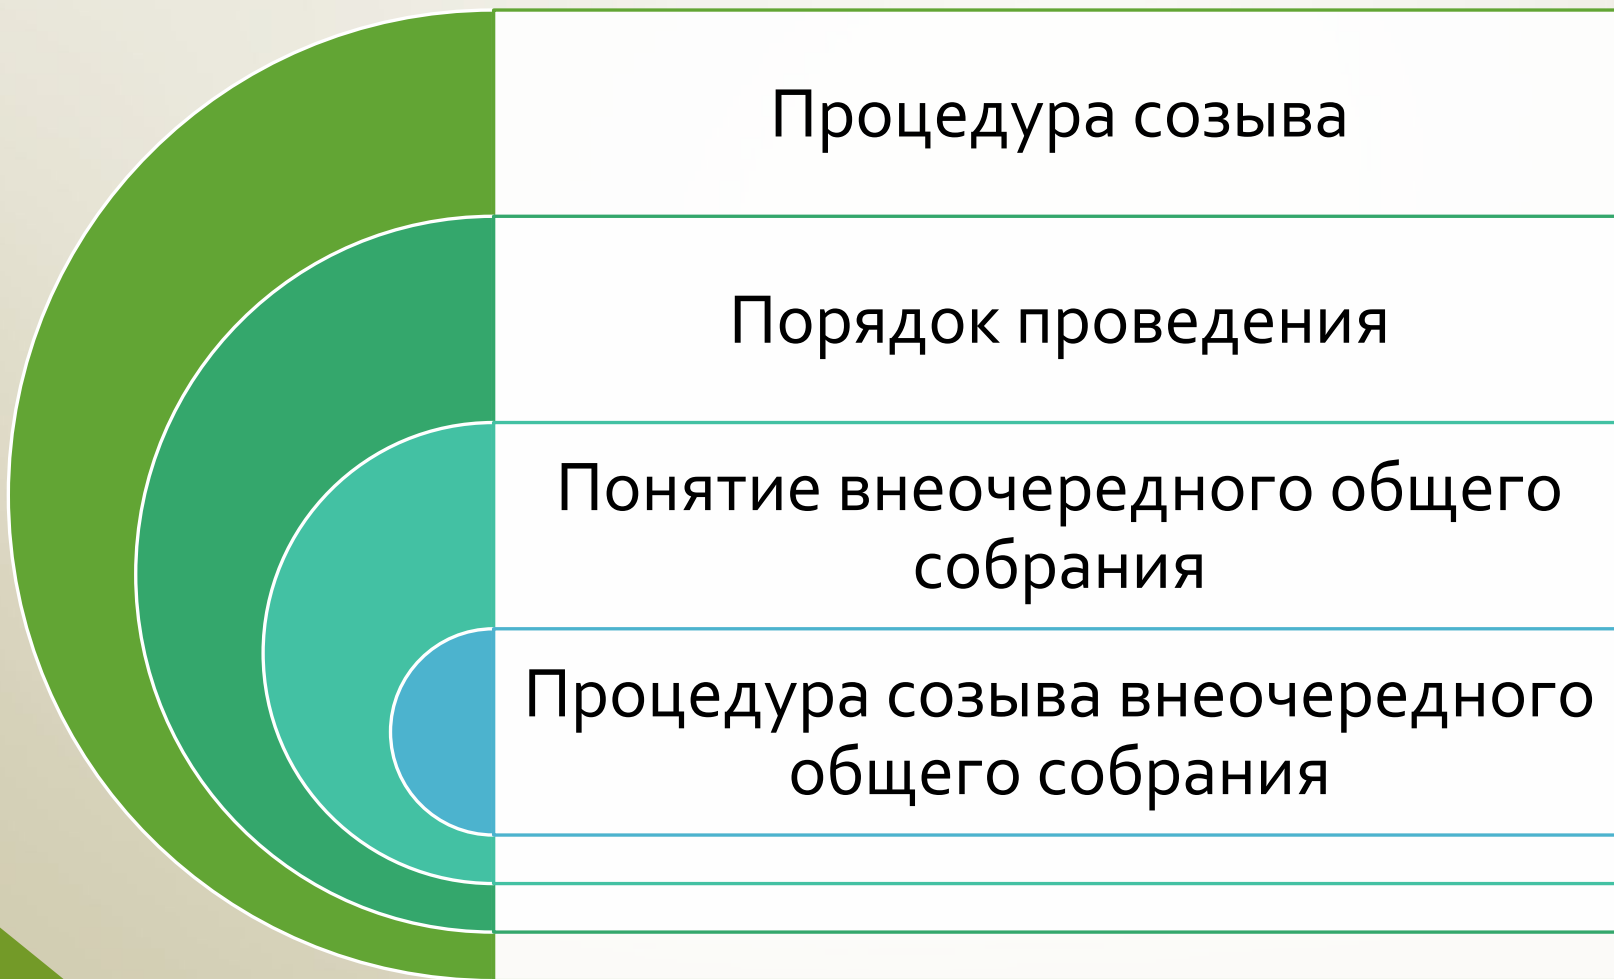 Процедура созыва
Порядок проведения
Понятие внеочередного общего
собрания
Процедура созыва внеочередного
общего собрания